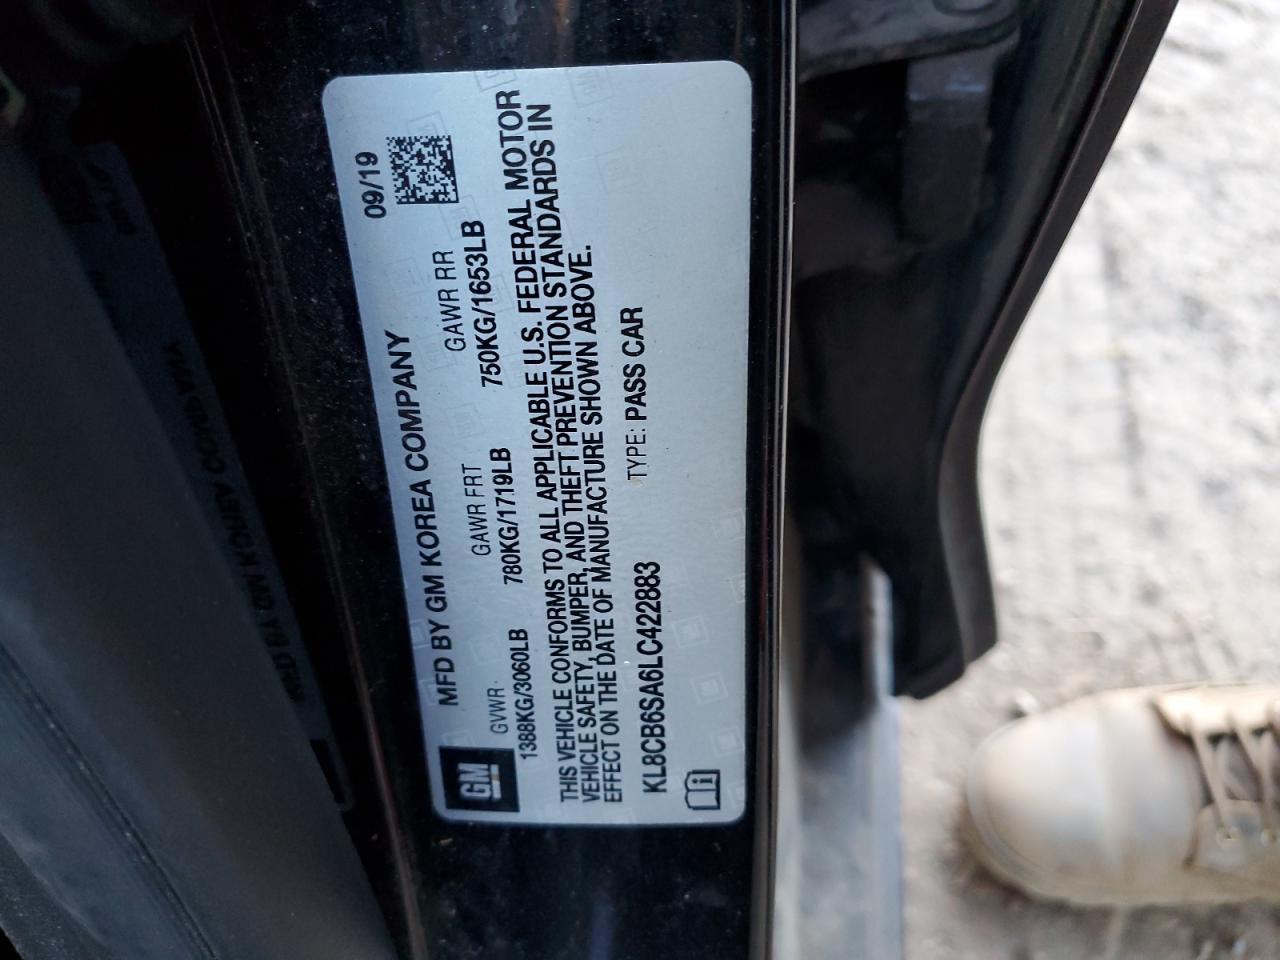 GM
MFD BY GM KOREA COMPANY
09/19
GVWR
GAWR FRT
GAWR RR
1388KG/3060LB
780KG/1719LB
750KG/1653LB
THIS VEHICLE CONFORMS TO ALL APPLICABLE U.S. FEDERAL MOTOR
VEHICLE SAFETY, BUMPER, AND THEFT PREVENTION STANDARDS IN
EFFECT ON THE DATE OF MANUFACTURE SHOWN ABOVE.
KL8CB6SA6LC422883
TYPE: PASS CAR